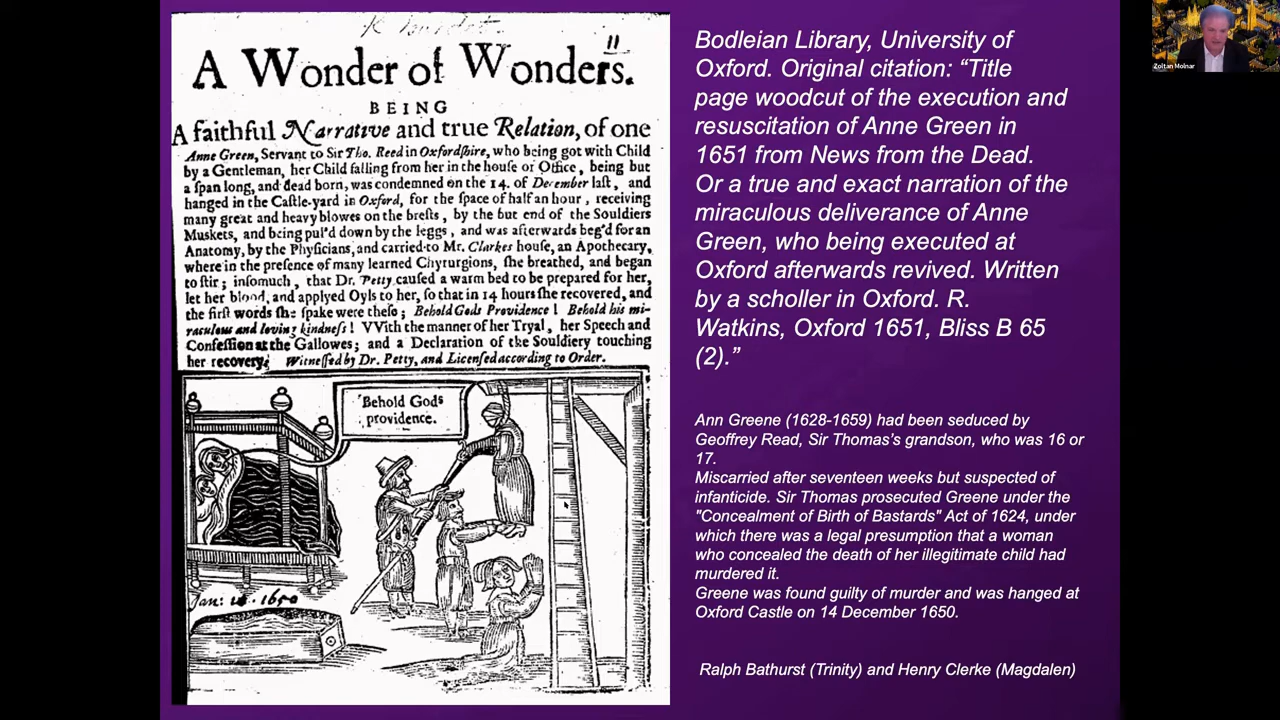 A Wonder of Wonders.
11
BEING
A faithful Narrative and true Relation, of one
Anne Green, Servant to Sir Tho. Reed in Oxfordſhire, who being got with Child
by a Gentleman, her Child falling from her in the houſe or Office, being but
a ſpan long, and dead born, was condemned on the 14. of December laſt, and
hanged in the Caſtle-yard in Oxford, for the ſpace of half an hour, receiving
many great and heavy blowes on the breſts, by the but end of the Souldiers
Muskets, and being pul'd down by the leggs, and was afterwards beg'd for an
Anatomy, by the Phyſicians, and carried to Mr. Clarkes houſe, an Apothecary,
where in the preſence of many learned Chyrurgions, ſhe breathed, and began
to ſtir; inſomuch, that Dr. Petty cauſed a warm bed to be prepared for her,
let her blood, and applyed Oyls to her, ſo that in 14 hours ſhe recovered, and
the firſt words ſhe ſpake were theſe; Behold Gods Providence! Behold his mi-
raculous and loving kindneſs! VVith the manner of her Tryal, her Speech and
Confeſſion at the Gallowes; and a Declaration of the Souldiery touching
her recovery; Witneſſed by Dr. Petty, and Licenſed according to Order.
Behold Gods
providence.
Jan: 1650
Bodleian Library, University of
Oxford. Original citation: “Title
page woodcut of the execution and
resuscitation of Anne Green in
1651 from News from the Dead.
Or a true and exact narration of the
miraculous deliverance of Anne
Green, who being executed at
Oxford afterwards revived. Written
by a scholler in Oxford. R.
Watkins, Oxford 1651, Bliss B 65
(2).”
Ann Greene (1628-1659) had been seduced by
Geoffrey Read, Sir Thomas’s grandson, who was 16 or
17.
Miscarried after seventeen weeks but suspected of
infanticide. Sir Thomas prosecuted Greene under the
"Concealment of Birth of Bastards" Act of 1624, under
which there was a legal presumption that a woman
who concealed the death of her illegitimate child had
murdered it.
Greene was found guilty of murder and was hanged at
Oxford Castle on 14 December 1650.
Ralph Bathurst (Trinity) and Henry Clerke (Magdalen)
Zoltan Molnar